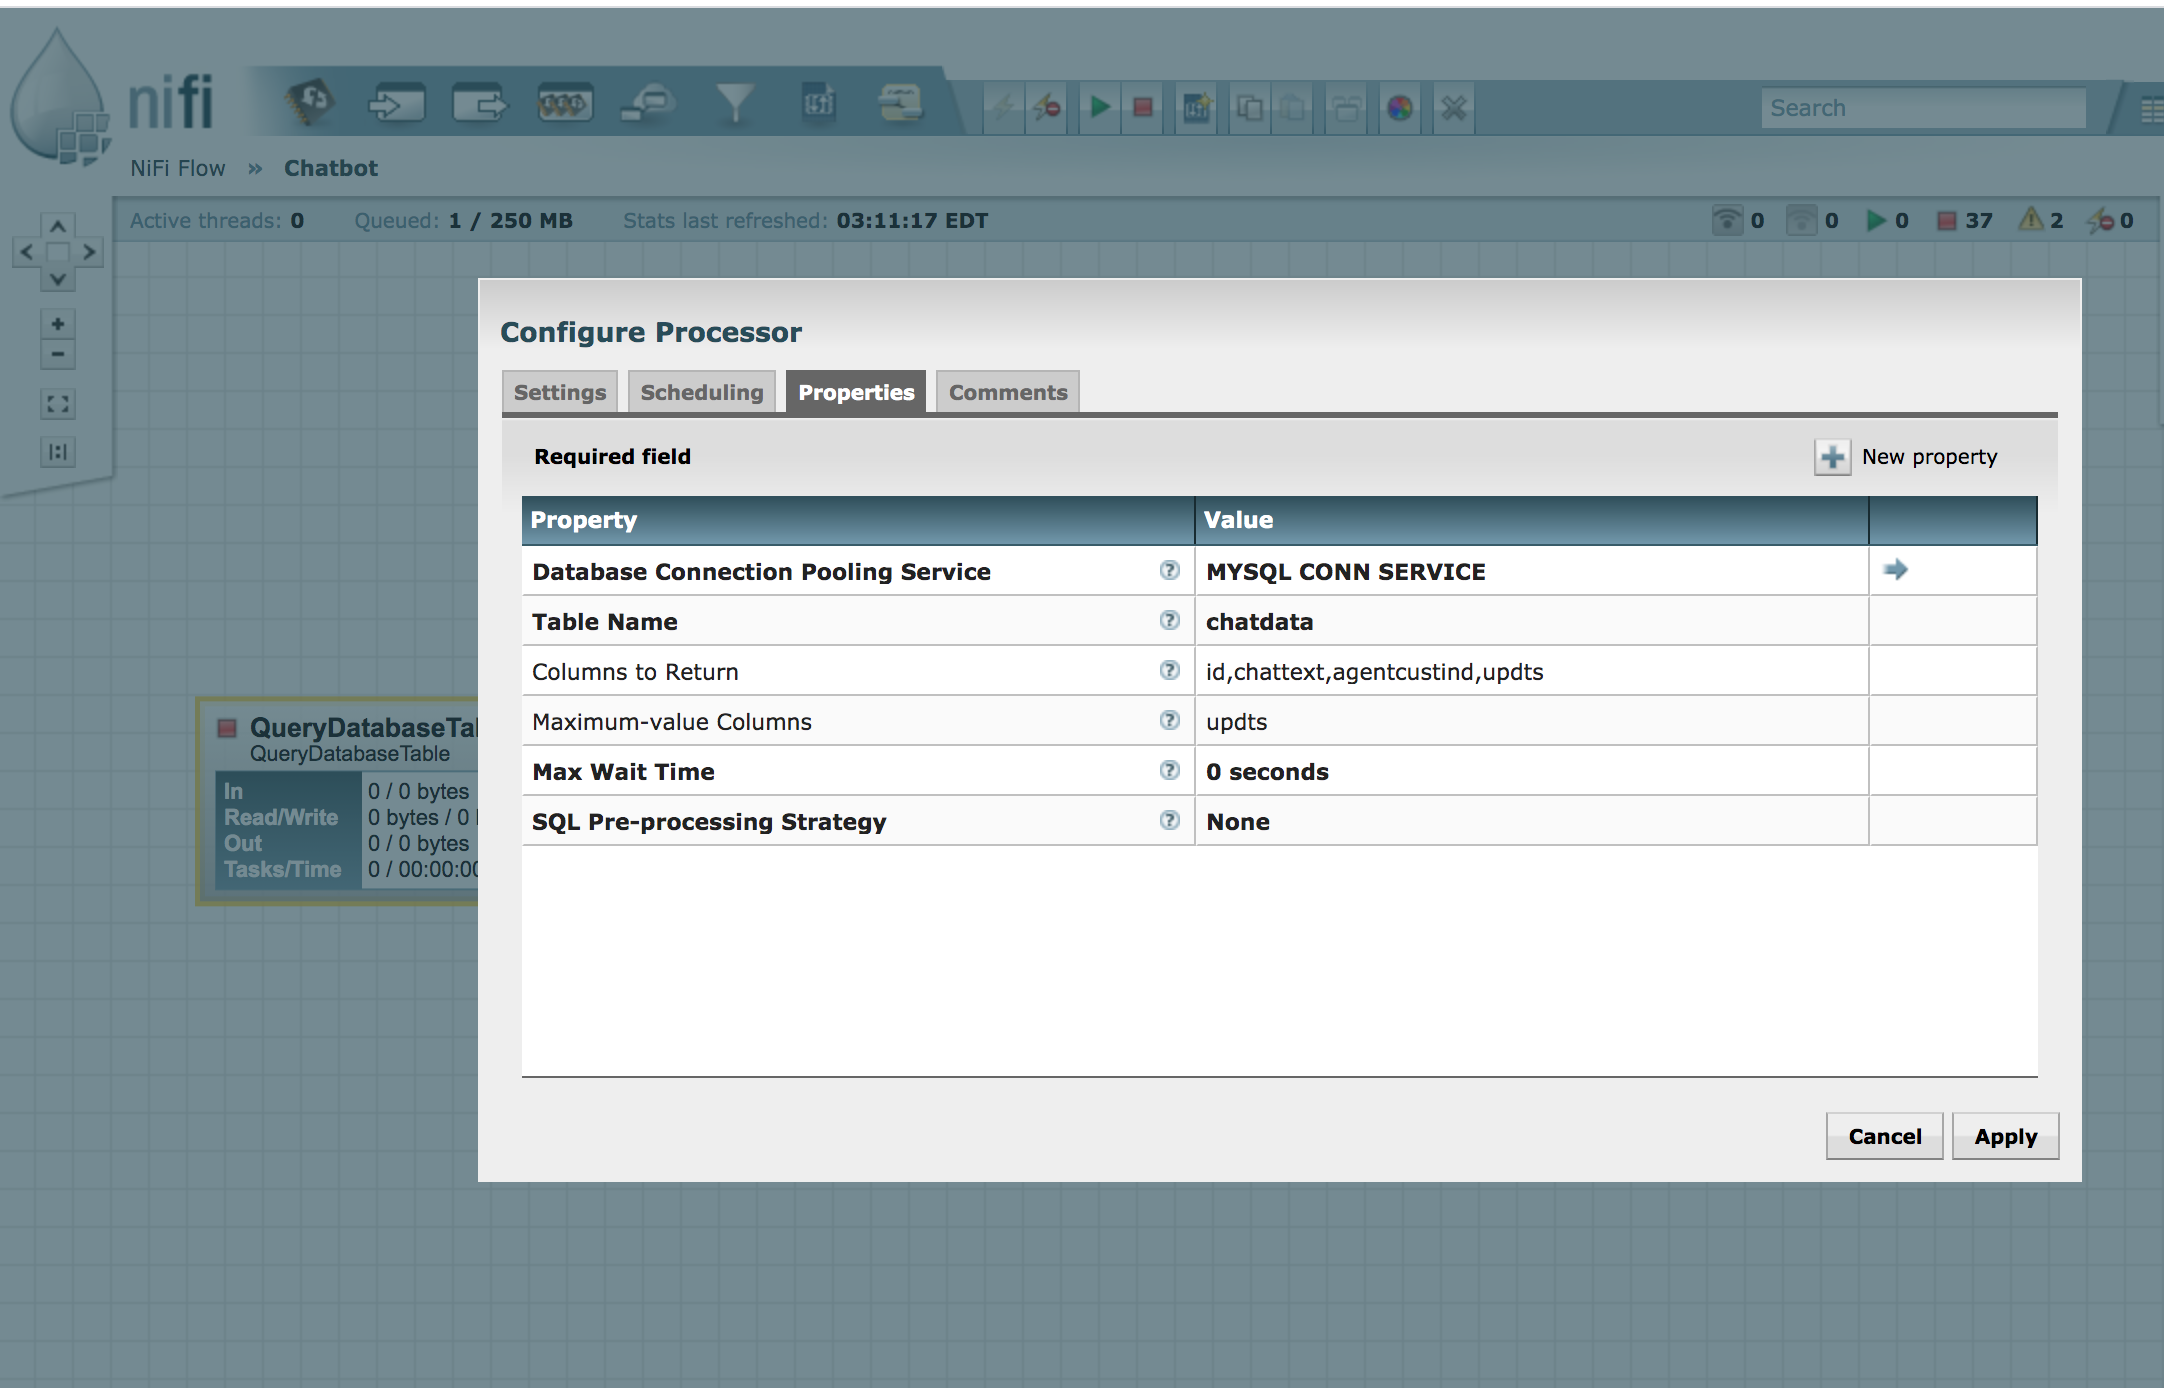 nifi
Search
NiFi Flow » Chatbot
Active threads: 0 Queued: 1 / 250 MB Stats last refreshed: 03:11:17 EDT 0 0 0 37 2 0
Configure Processor
Settings Scheduling Properties Comments
Required field New property
Property Value
Database Connection Pooling Service MYSQL CONN SERVICE
Table Name chatdata
Columns to Return id,chattext,agentcustind,updts
Maximum-value Columns updts
Max Wait Time 0 seconds
SQL Pre-processing Strategy None
QueryDatabaseTa
QueryDatabaseTable
In 0 / 0 bytes
Read/Write 0 bytes / 0
Out 0 / 0 bytes
Tasks/Time 0 / 00:00:00
Cancel Apply